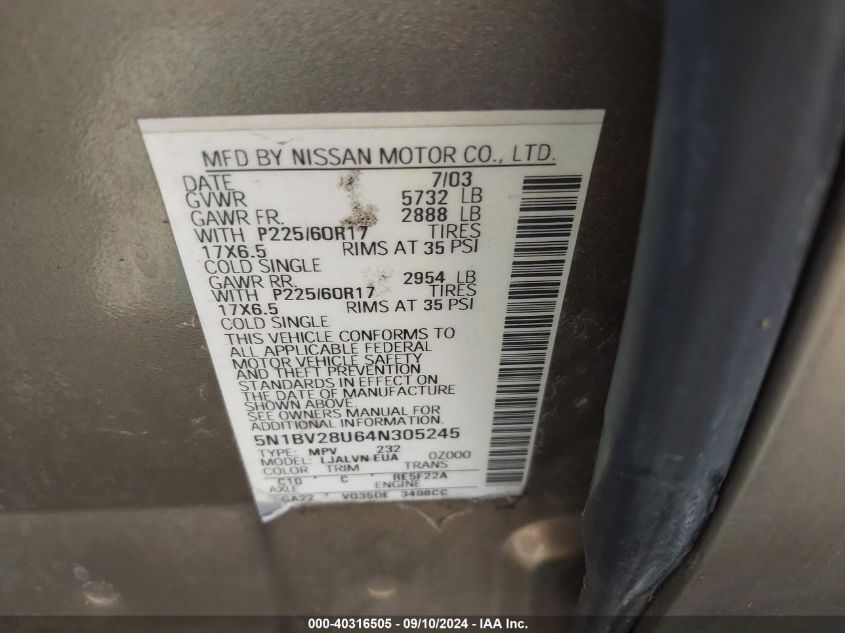 MFD BY NISSAN MOTOR CO., LTD.
DATE 7/03
GVWR 5732 LB
GAWR FR. 2888 LB
WITH P225/60R17 TIRES
17X6.5 RIMS AT 35 PSI
COLD SINGLE
GAWR RR. 2954 LB
WITH P225/60R17 TIRES
17X6.5 RIMS AT 35 PSI
COLD SINGLE
THIS VEHICLE CONFORMS TO
ALL APPLICABLE FEDERAL
MOTOR VEHICLE SAFETY
AND THEFT PREVENTION
STANDARDS IN EFFECT ON
THE DATE OF MANUFACTURE
SHOWN ABOVE.
SEE OWNERS MANUAL FOR
ADDITIONAL INFORMATION.
5N1BV28U64N305245
TYPE: MPV 232
MODEL: LJALVN-EUA 0Z000
COLOR TRIM TRANS
C10 C RE5F22A
AXLE ENGINE
GA22 VQ35DE 3498CC
000-40316505 - 09/10/2024 - IAA Inc.